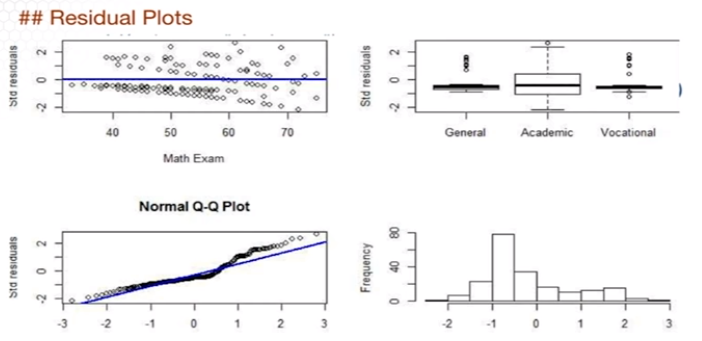 ## Residual Plots
Std residuals
2
0
-2
40 50 60 70
Math Exam
Std residuals
2
0
-2
General Academic Vocational
Normal Q-Q Plot
Std residuals
2
0
-2
-3 -2 -1 0 1 2 3
Frequency
80
40
0
-2 -1 0 1 2 3